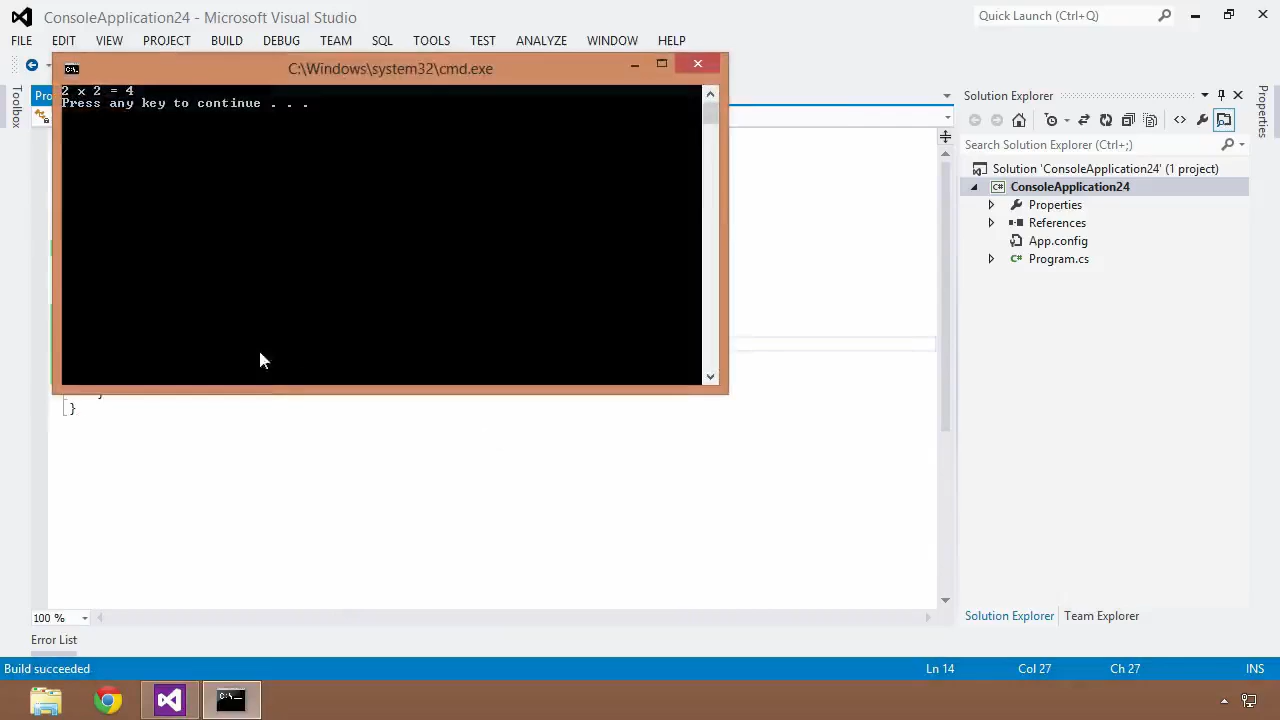 ConsoleApplication24 - Microsoft Visual Studio
Quick Launch (Ctrl+Q)
FILE EDIT VIEW PROJECT BUILD DEBUG TEAM SQL TOOLS TEST ANALYZE WINDOW HELP
C:\Windows\system32\cmd.exe
2 x 2 = 4
Press any key to continue . . .
Toolbox
Pro
}
}
Solution Explorer
Search Solution Explorer (Ctrl+;)
Solution 'ConsoleApplication24' (1 project)
C# ConsoleApplication24
Properties
References
App.config
C# Program.cs
Properties
100 %
Solution Explorer Team Explorer
Error List
Build succeeded Ln 14 Col 27 Ch 27 INS